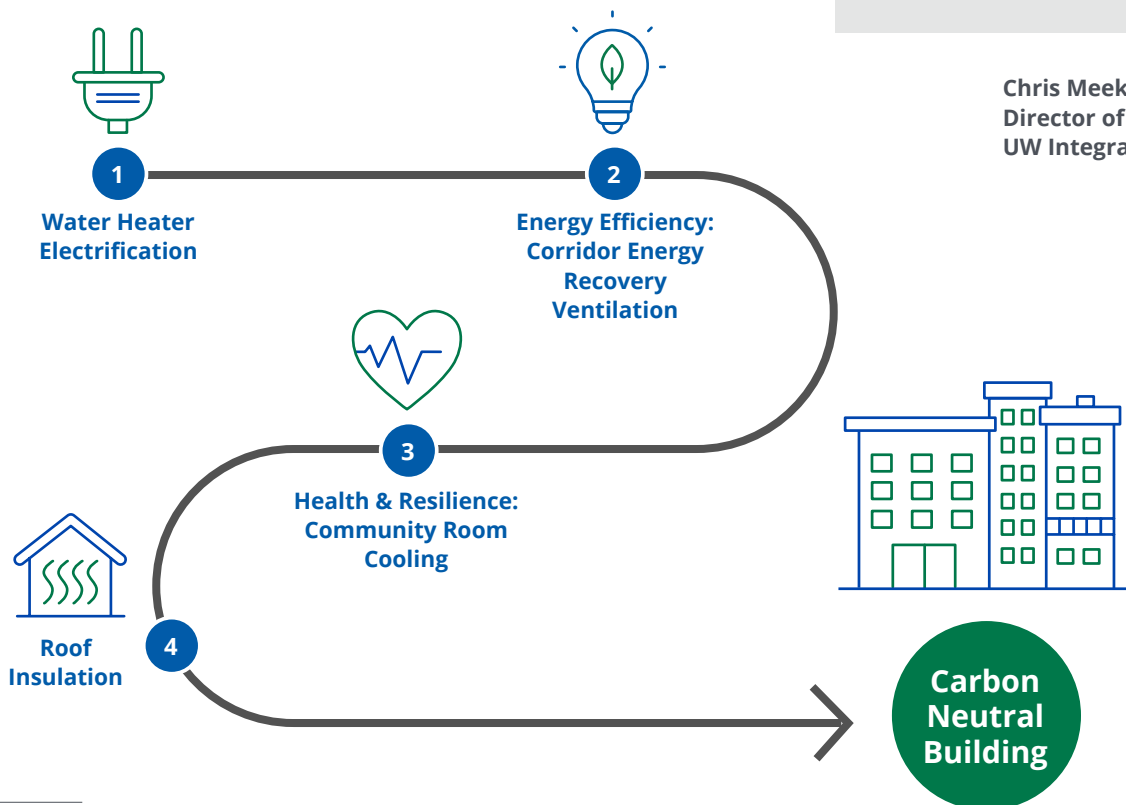 Chris Meek
Director of
UW Integra
1
2
Water Heater
Electrification
Energy Efficiency:
Corridor Energy
Recovery
Ventilation
3
Health & Resilience:
Community Room
Cooling
4
Roof
Insulation
Carbon
Neutral
Building